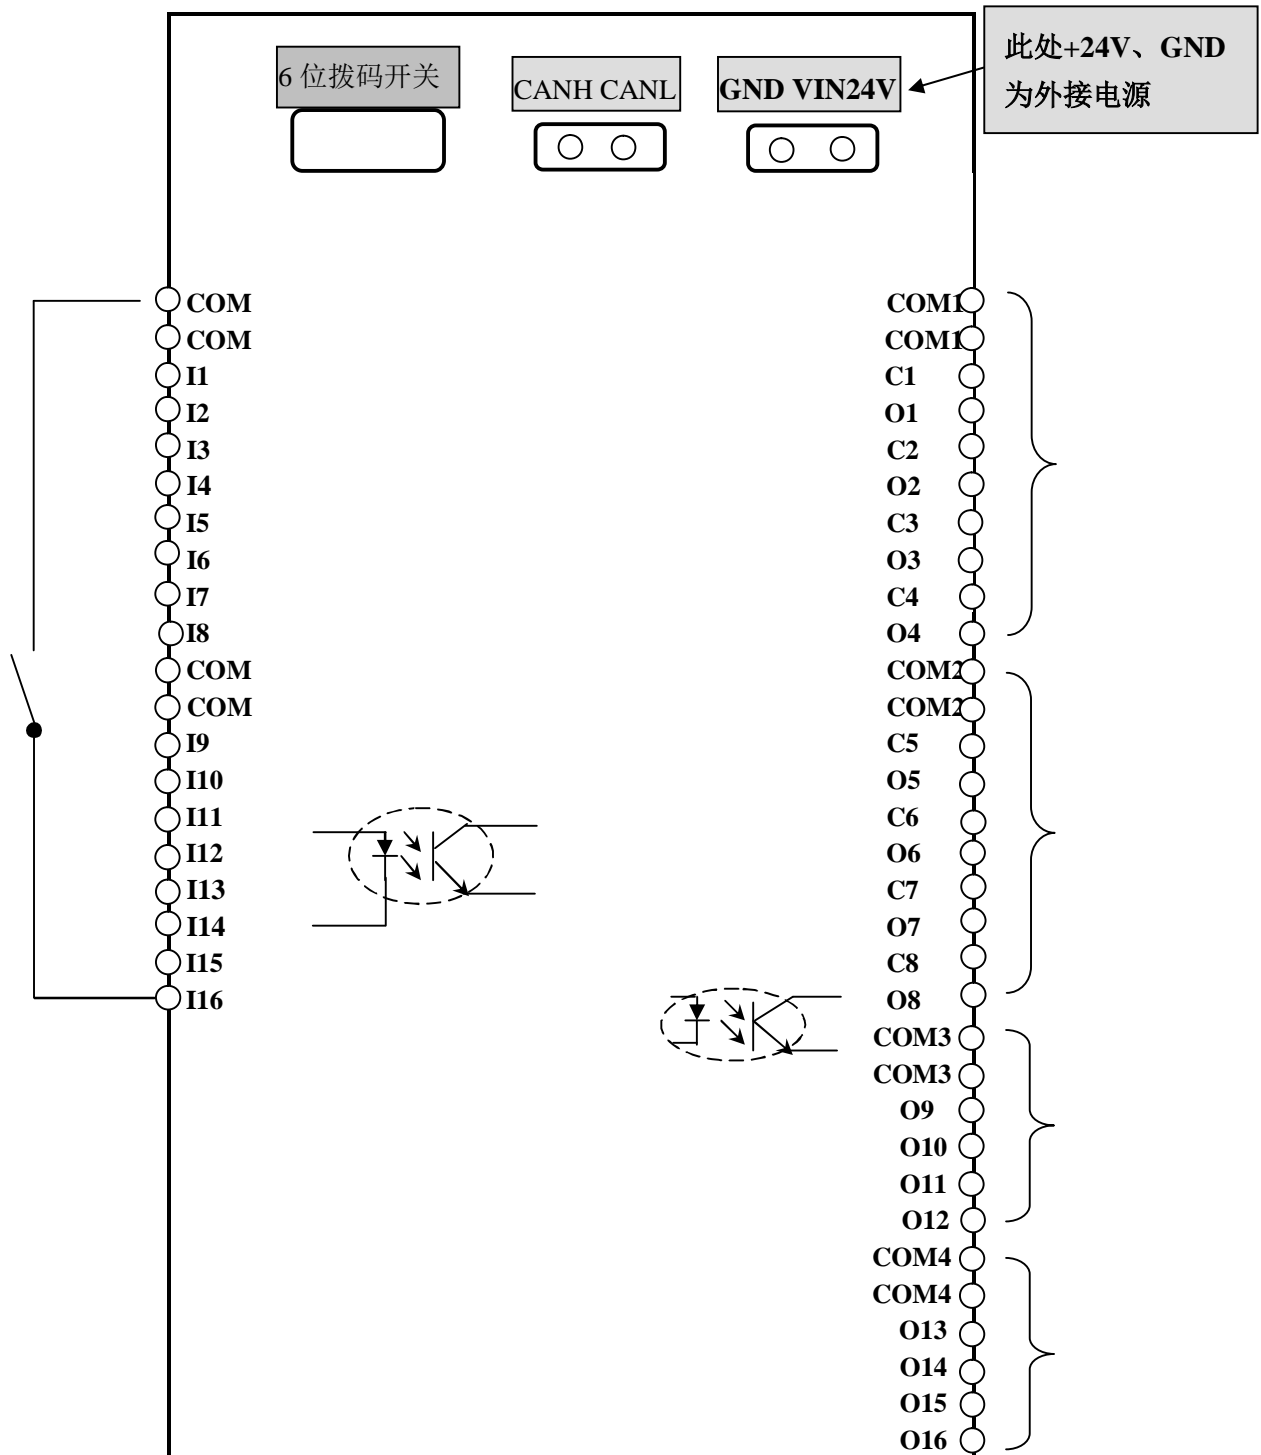 6 位拨码开关
CANH CANL
GND VIN24V
此处+24V、GND
为外接电源
COM
COM
I1
I2
I3
I4
I5
I6
I7
I8
COM
COM
I9
I10
I11
I12
I13
I14
I15
I16
COM1
COM1
C1
O1
C2
O2
C3
O3
C4
O4
COM2
COM2
C5
O5
C6
O6
C7
O7
C8
O8
COM3
COM3
O9
O10
O11
O12
COM4
COM4
O13
O14
O15
O16